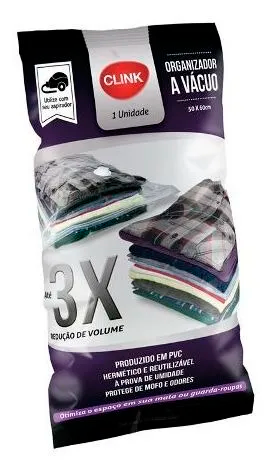 CLINK
1 Unidade
Utilize com
seu aspirador
ORGANIZADOR
A VÁCUO
50 X 60cm
Até
3X
REDUÇÃO DE VOLUME
PRODUZIDO EM PVC
HERMÉTICO E REUTILIZÁVEL
À PROVA DE UMIDADE
PROTEGE DE MOFO E ODORES
Otimiza o espaço em sua mala ou guarda-roupas